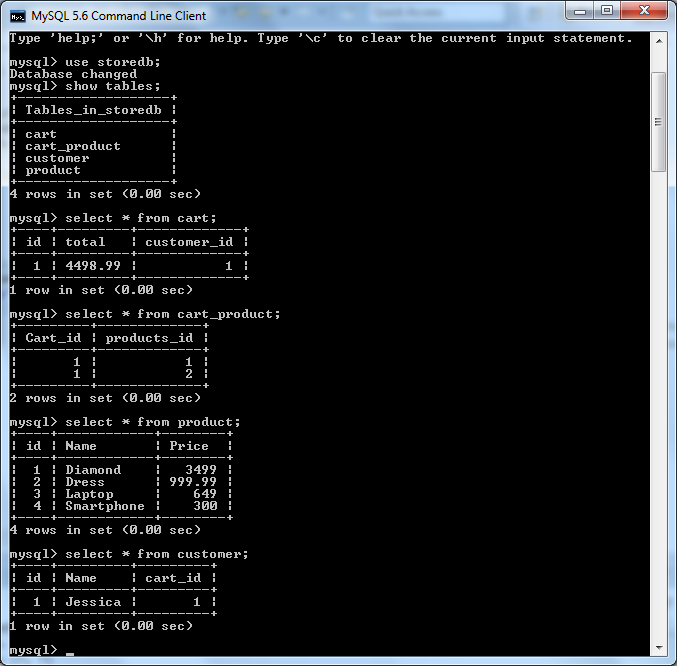 MySQL 5.6 Command Line Client
Type 'help;' or '\h' for help. Type '\c' to clear the current input statement.
mysql> use storedb;
Database changed
mysql> show tables;
+-------------------+
| Tables_in_storedb |
+-------------------+
| cart              |
| cart_product      |
| customer          |
| product           |
+-------------------+
4 rows in set (0.00 sec)
mysql> select * from cart;
+----+---------+-------------+
| id | total   | customer_id |
+----+---------+-------------+
|  1 | 4498.99 |           1 |
+----+---------+-------------+
1 row in set (0.00 sec)
mysql> select * from cart_product;
+---------+-------------+
| Cart_id | products_id |
+---------+-------------+
|       1 |           1 |
|       1 |           2 |
+---------+-------------+
2 rows in set (0.00 sec)
mysql> select * from product;
+----+------------+--------+
| id | Name       | Price  |
+----+------------+--------+
|  1 | Diamond    |   3499 |
|  2 | Dress      | 999.99 |
|  3 | Laptop     |    649 |
|  4 | Smartphone |    300 |
+----+------------+--------+
4 rows in set (0.00 sec)
mysql> select * from customer;
+----+---------+---------+
| id | Name    | cart_id |
+----+---------+---------+
|  1 | Jessica |       1 |
+----+---------+---------+
1 row in set (0.00 sec)
mysql> _